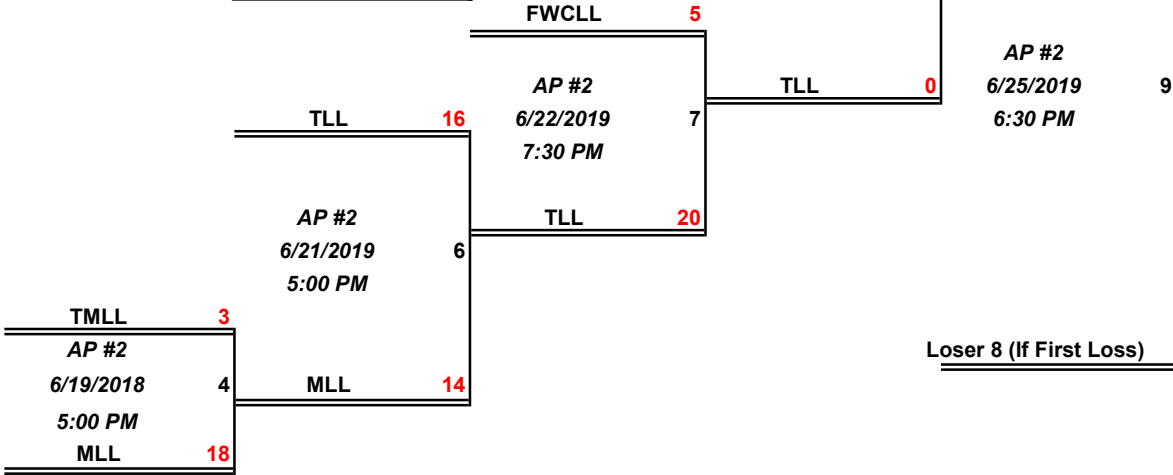 FWCLL 5
AP #2
6/22/2019 7
7:30 PM
TLL 0
AP #2
6/25/2019 9
6:30 PM
TLL 16
AP #2
6/21/2019 6
5:00 PM
TLL 20
TMLL 3
AP #2
6/19/2018 4
5:00 PM
MLL 18
MLL 14
Loser 8 (If First Loss)